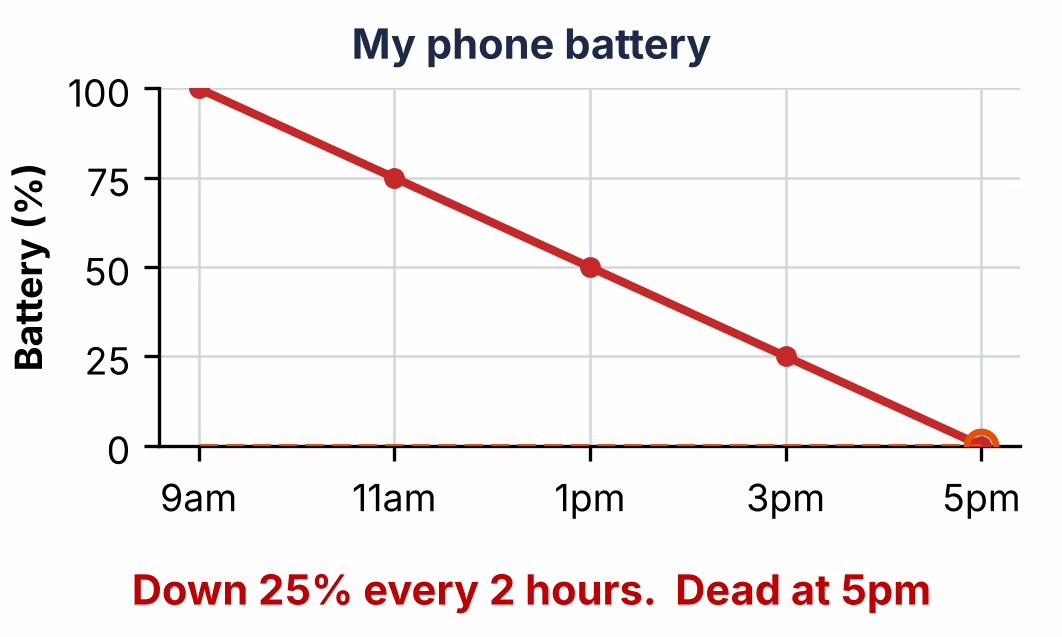 My phone battery
Battery (%)
100
75
50
25
0
9am 11am 1pm 3pm 5pm
Down 25% every 2 hours. Dead at 5pm